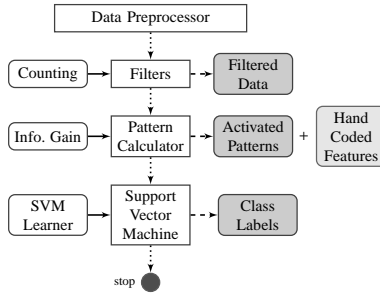 Data Preprocessor
Counting
Filters
Filtered
Data
Info. Gain
Pattern
Calculator
Activated
Patterns
+
Hand
Coded
Features
SVM
Learner
Support
Vector
Machine
Class
Labels
stop